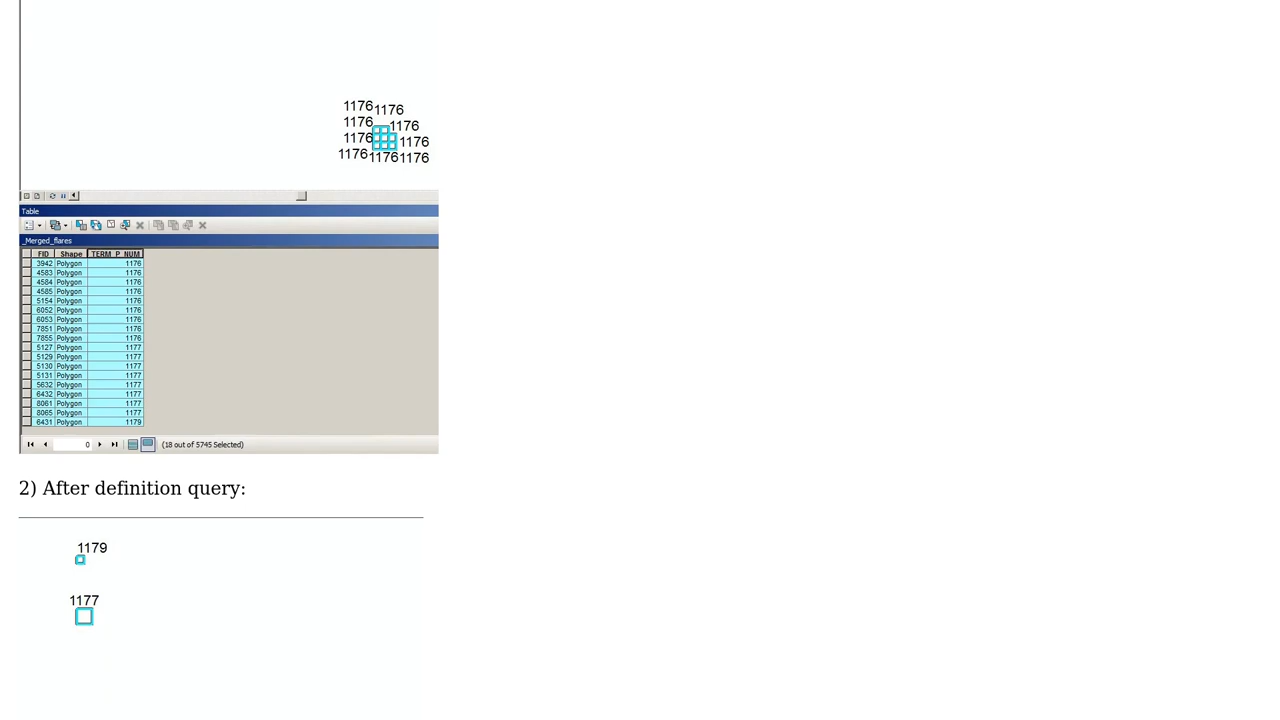 1176 1176
1176 1176
1176 1176
1176 1176 1176
Table
_Merged_flares
FID Shape TERM_P_NUM
3942 Polygon 1176
4583 Polygon 1176
4584 Polygon 1176
4585 Polygon 1176
5154 Polygon 1176
6052 Polygon 1176
6053 Polygon 1176
7851 Polygon 1176
7855 Polygon 1176
5127 Polygon 1177
5129 Polygon 1177
5130 Polygon 1177
5131 Polygon 1177
5632 Polygon 1177
6432 Polygon 1177
8061 Polygon 1177
8065 Polygon 1177
6431 Polygon 1179
0 (18 out of 5745 Selected)
2) After definition query:
1179
1177